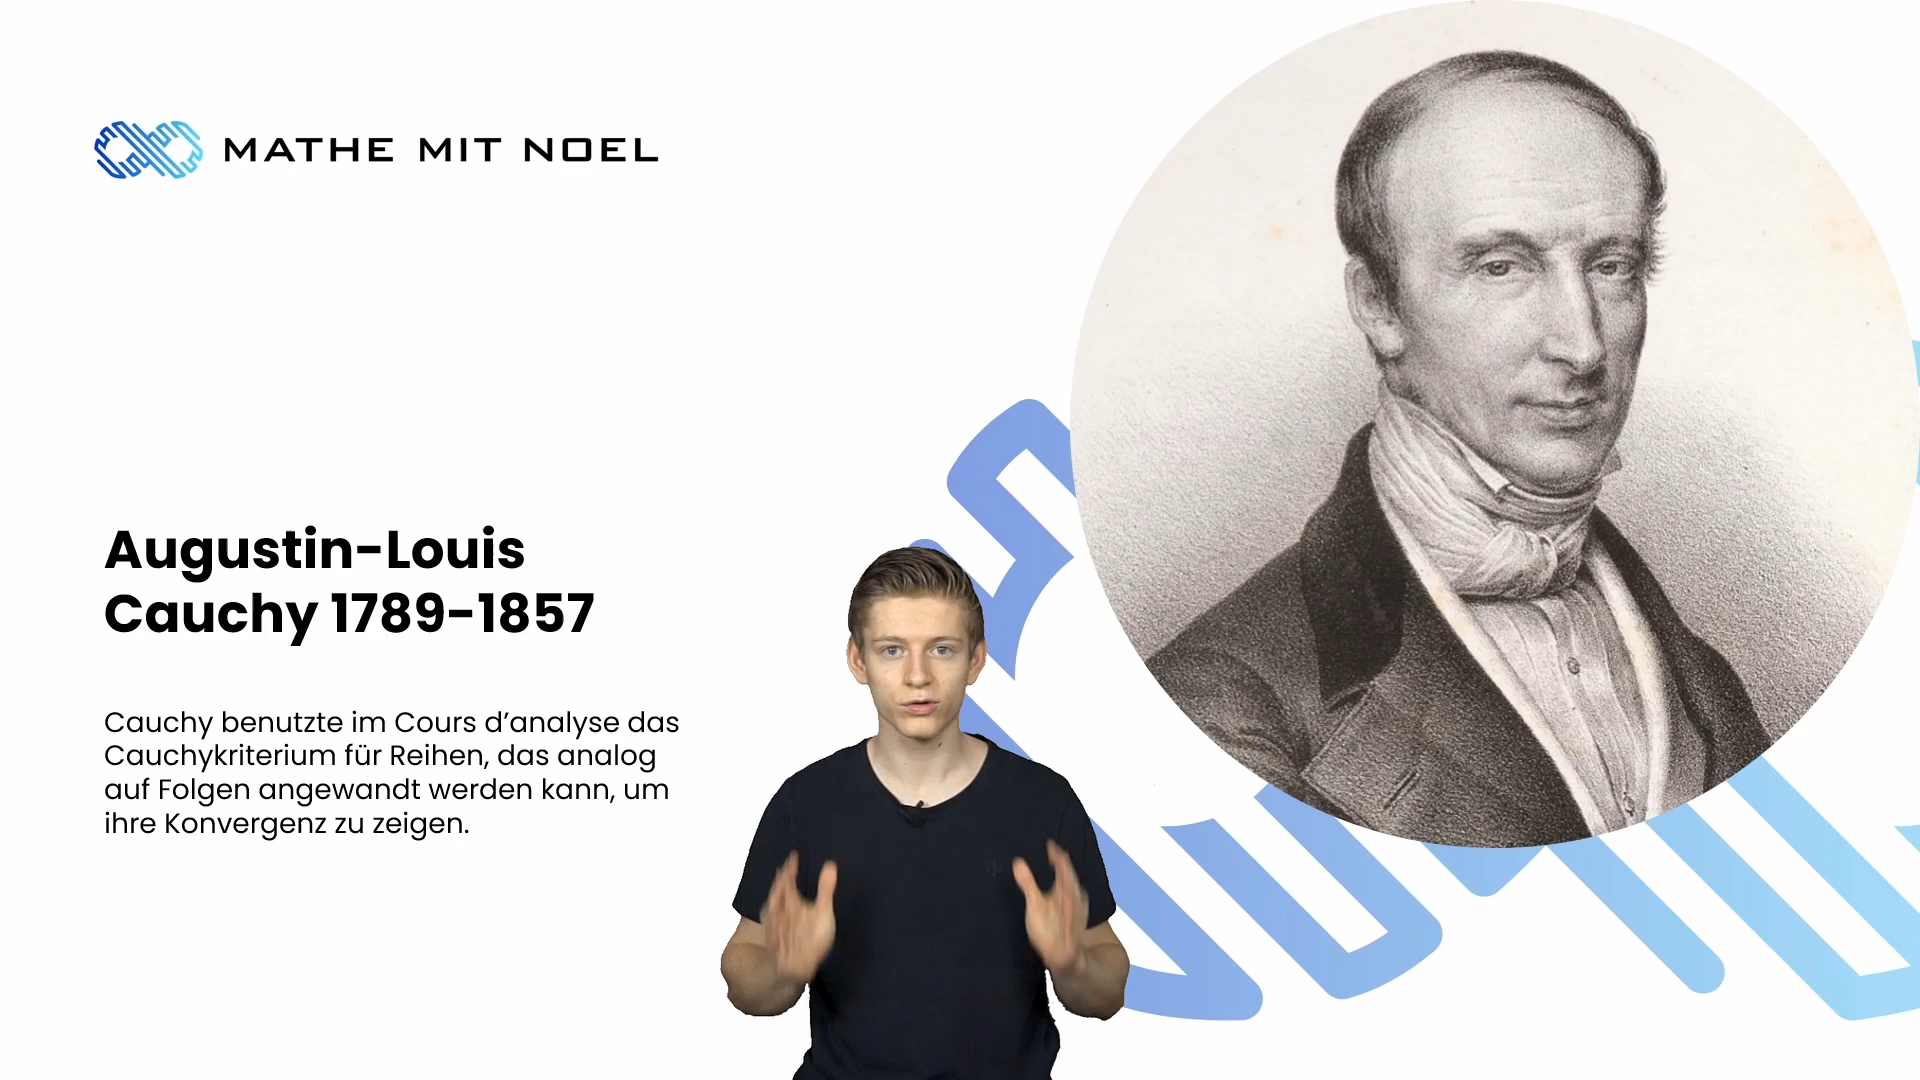 MATHE MIT NOEL
Augustin-Louis
Cauchy 1789-1857
Cauchy benutzte im Cours d’analyse das
Cauchykriterium für Reihen, das analog
auf Folgen angewandt werden kann, um
ihre Konvergenz zu zeigen.